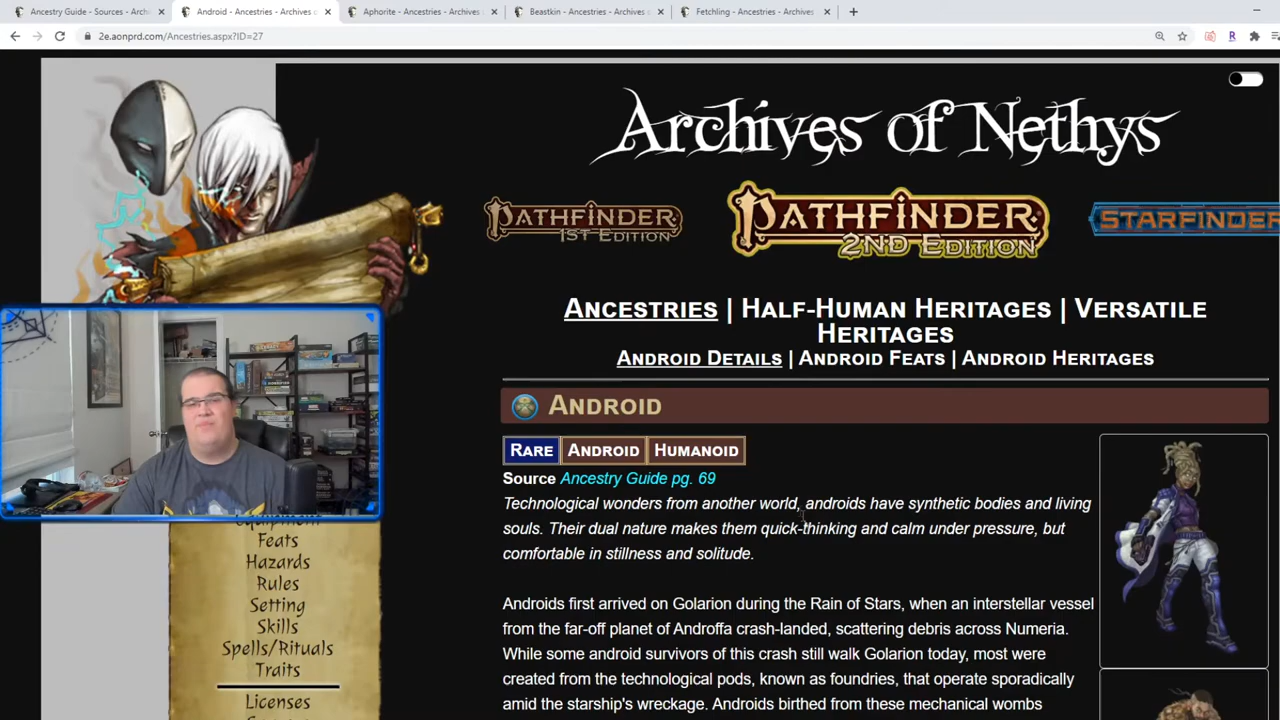 Ancestry Guide - Sources - Archi
Android - Ancestries - Archives o
Aphorite - Ancestries - Archives
Beastkin - Ancestries - Archives o
Fetchling - Ancestries - Archives
2e.aonprd.com/Ancestries.aspx?ID=27
Archives of Nethys
PATHFINDER
1ST EDITION
PATHFINDER
2ND EDITION
STARFINDER
ANCESTRIES | HALF-HUMAN HERITAGES | VERSATILE
HERITAGES
ANDROID DETAILS | ANDROID FEATS | ANDROID HERITAGES
ANDROID
RARE ANDROID HUMANOID
Source Ancestry Guide pg. 69
Technological wonders from another world, androids have synthetic bodies and living
souls. Their dual nature makes them quick-thinking and calm under pressure, but
comfortable in stillness and solitude.
Androids first arrived on Golarion during the Rain of Stars, when an interstellar vessel
from the far-off planet of Androffa crash-landed, scattering debris across Numeria.
While some android survivors of this crash still walk Golarion today, most were
created from the technological pods, known as foundries, that operate sporadically
amid the starship's wreckage. Androids birthed from these mechanical wombs
Equipment
Feats
Hazards
Rules
Setting
Skills
Spells/Rituals
Traits
Licenses